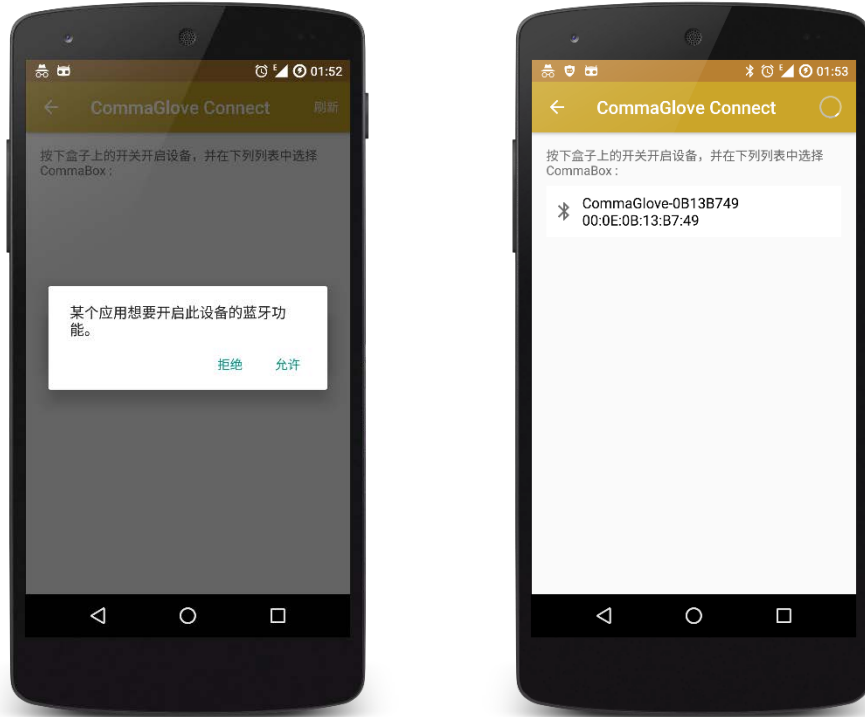 01:52
CommaGlove Connect
刷新
按下盒子上的开关开启设备，并在下列列表中选择
CommaBox :
某个应用想要开启此设备的蓝牙功
能。
拒绝
允许
E
01:53
CommaGlove Connect
按下盒子上的开关开启设备，并在下列列表中选择
CommaBox :
CommaGlove-0B13B749
00:0E:0B:13:B7:49